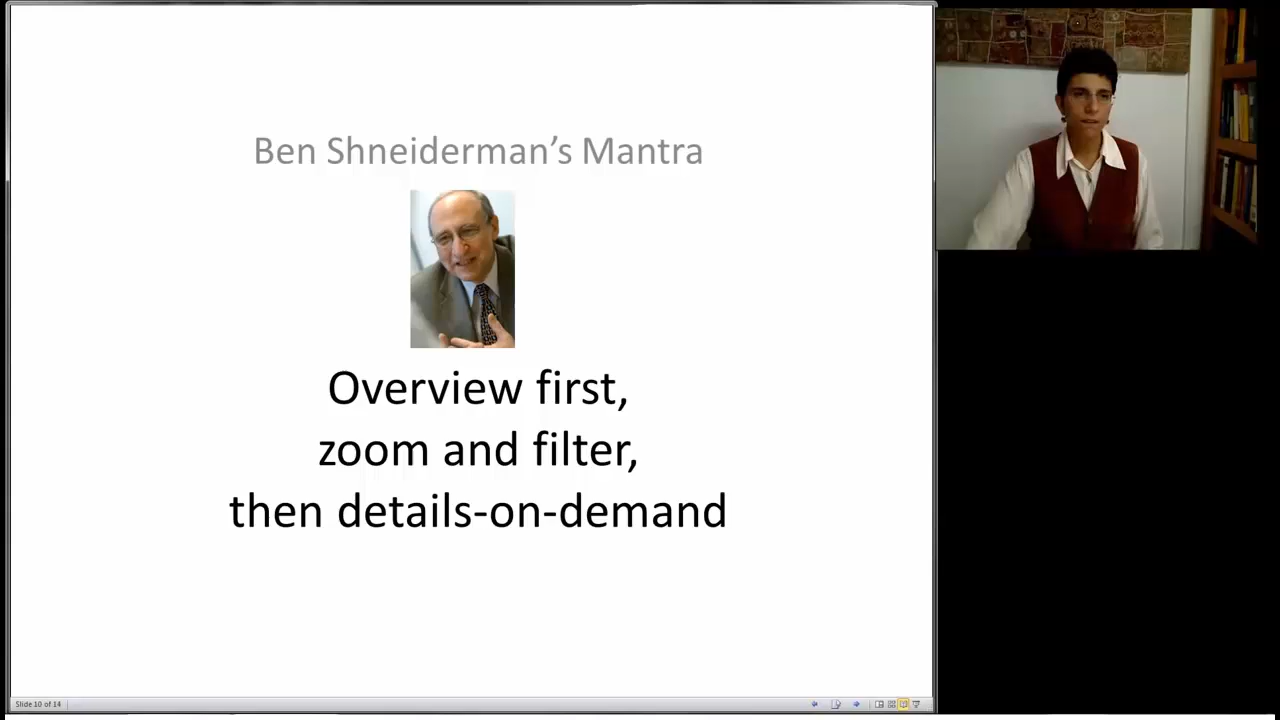 Ben Shneiderman’s Mantra
Overview first,
zoom and filter,
then details-on-demand
Slide 10 of 14